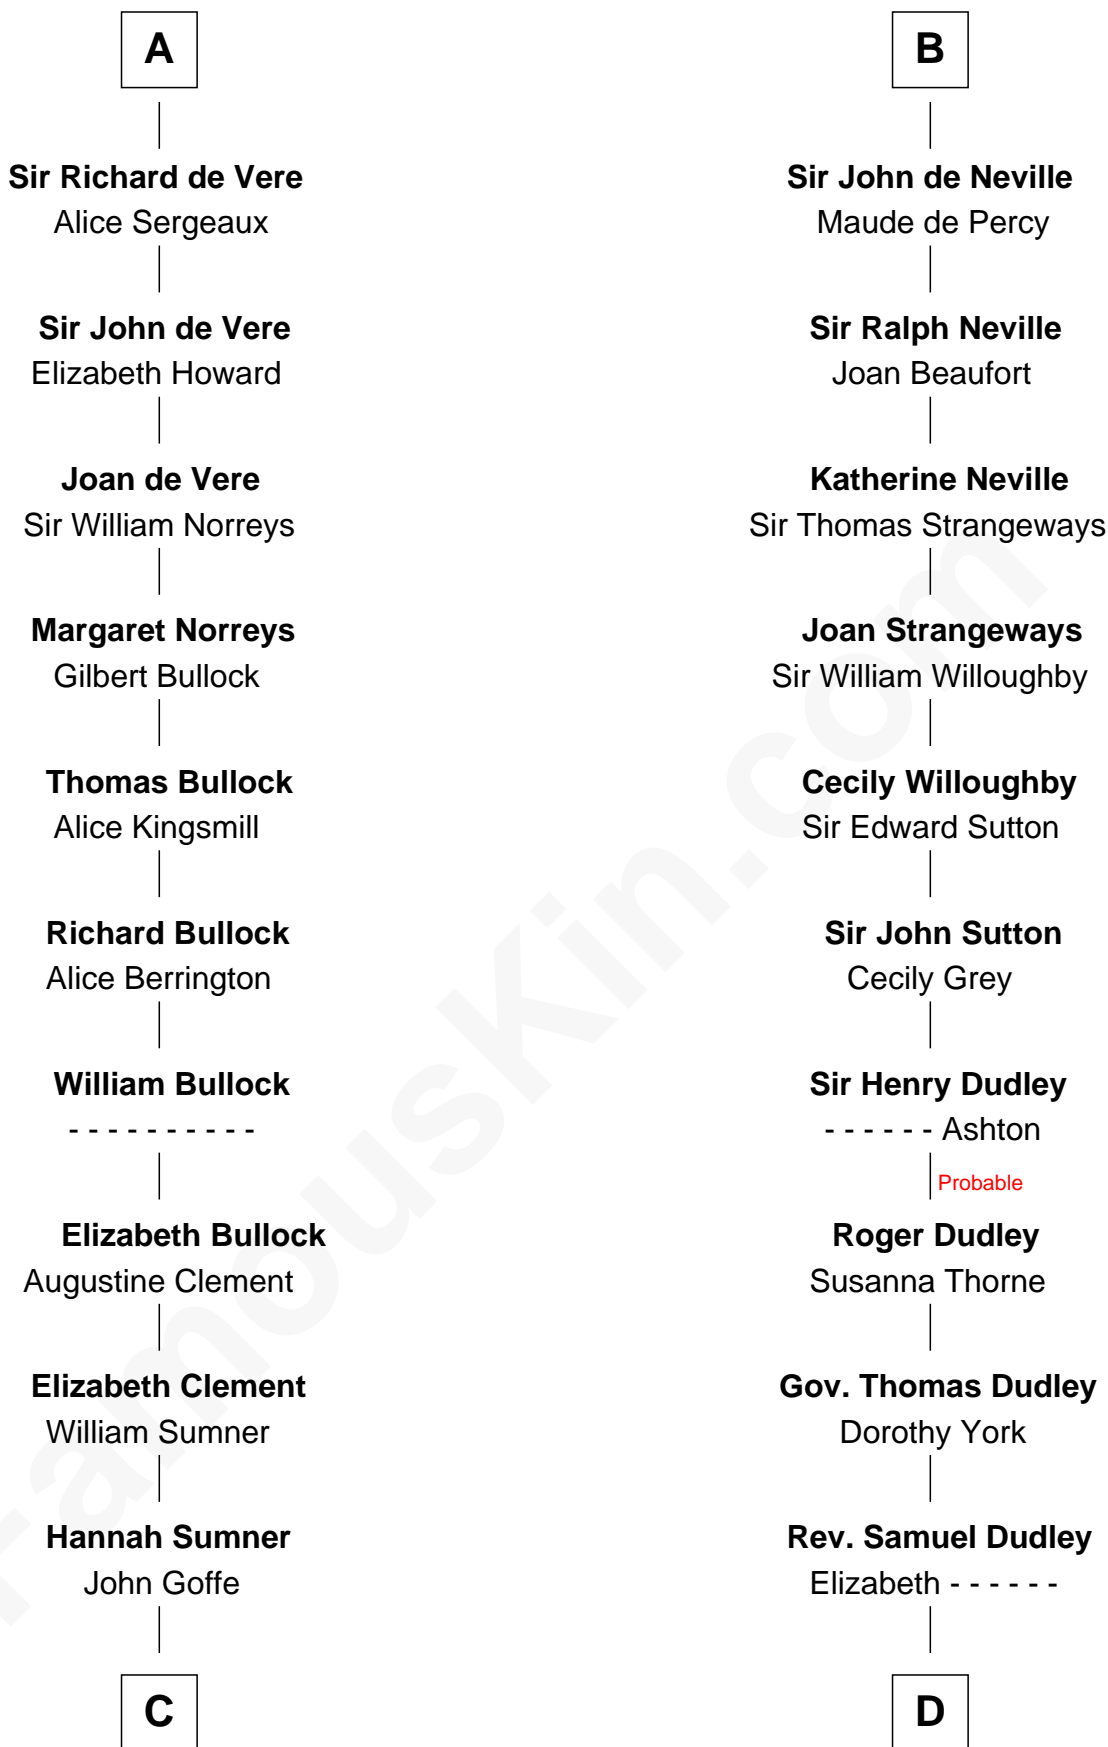 A
Sir Richard de Vere
Alice Sergeaux
Sir John de Vere
Elizabeth Howard
Joan de Vere
Sir William Norreys
Margaret Norreys
Gilbert Bullock
Thomas Bullock
Alice Kingsmill
Richard Bullock
Alice Berrington
William Bullock
- - - - - - - - - -
Elizabeth Bullock
Augustine Clement
Elizabeth Clement
William Sumner
Hannah Sumner
John Goffe
C
B
Sir John de Neville
Maude de Percy
Sir Ralph Neville
Joan Beaufort
Katherine Neville
Sir Thomas Strangeways
Joan Strangeways
Sir William Willoughby
Cecily Willoughby
Sir Edward Sutton
Sir John Sutton
Cecily Grey
Sir Henry Dudley
- - - - - - Ashton
Probable
Roger Dudley
Susanna Thorne
Gov. Thomas Dudley
Dorothy York
Rev. Samuel Dudley
Elizabeth - - - - - -
D
FamousKin.com